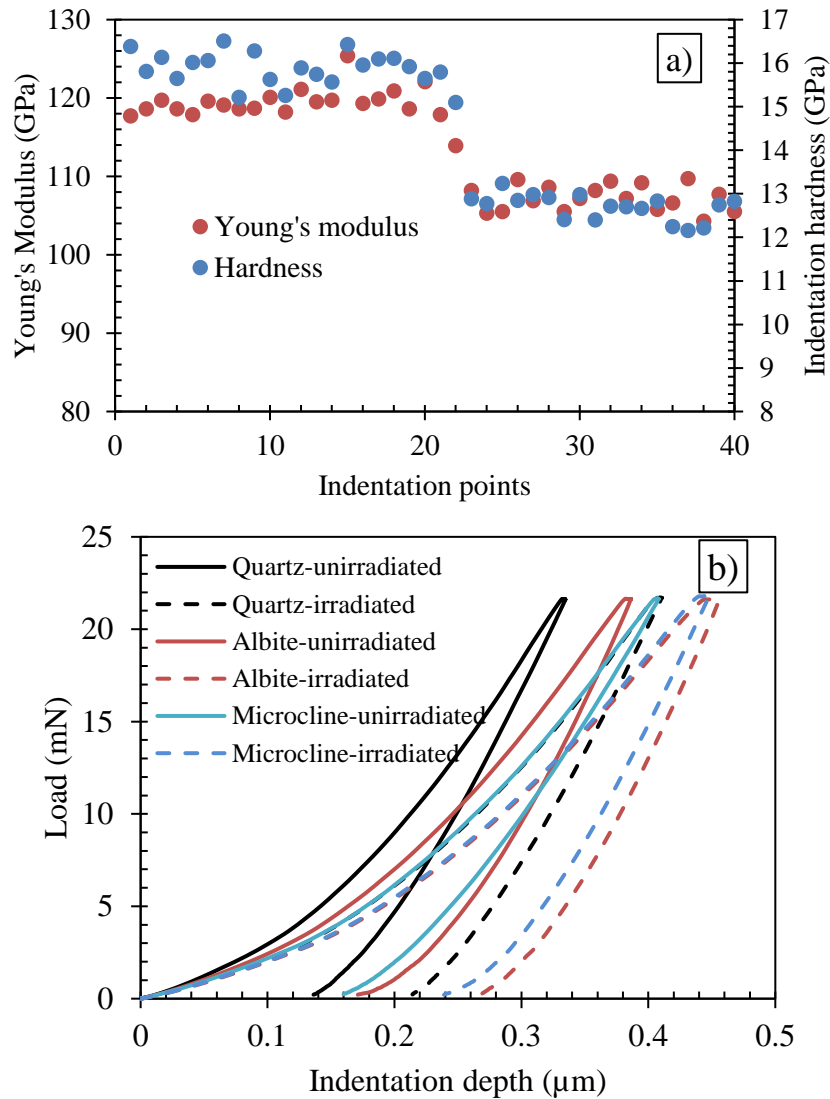 a)
130
120
110
100
90
80
17
16
15
14
13
12
11
10
9
8
Young's Modulus (GPa)
Indentation hardness (GPa)
Young's modulus
Hardness
0
10
20
30
40
Indentation points
b)
25
20
15
10
5
0
Load (mN)
Quartz-unirradiated
Quartz-irradiated
Albite-unirradiated
Albite-irradiated
Microcline-unirradiated
Microcline-irradiated
0
0.1
0.2
0.3
0.4
0.5
Indentation depth (µm)